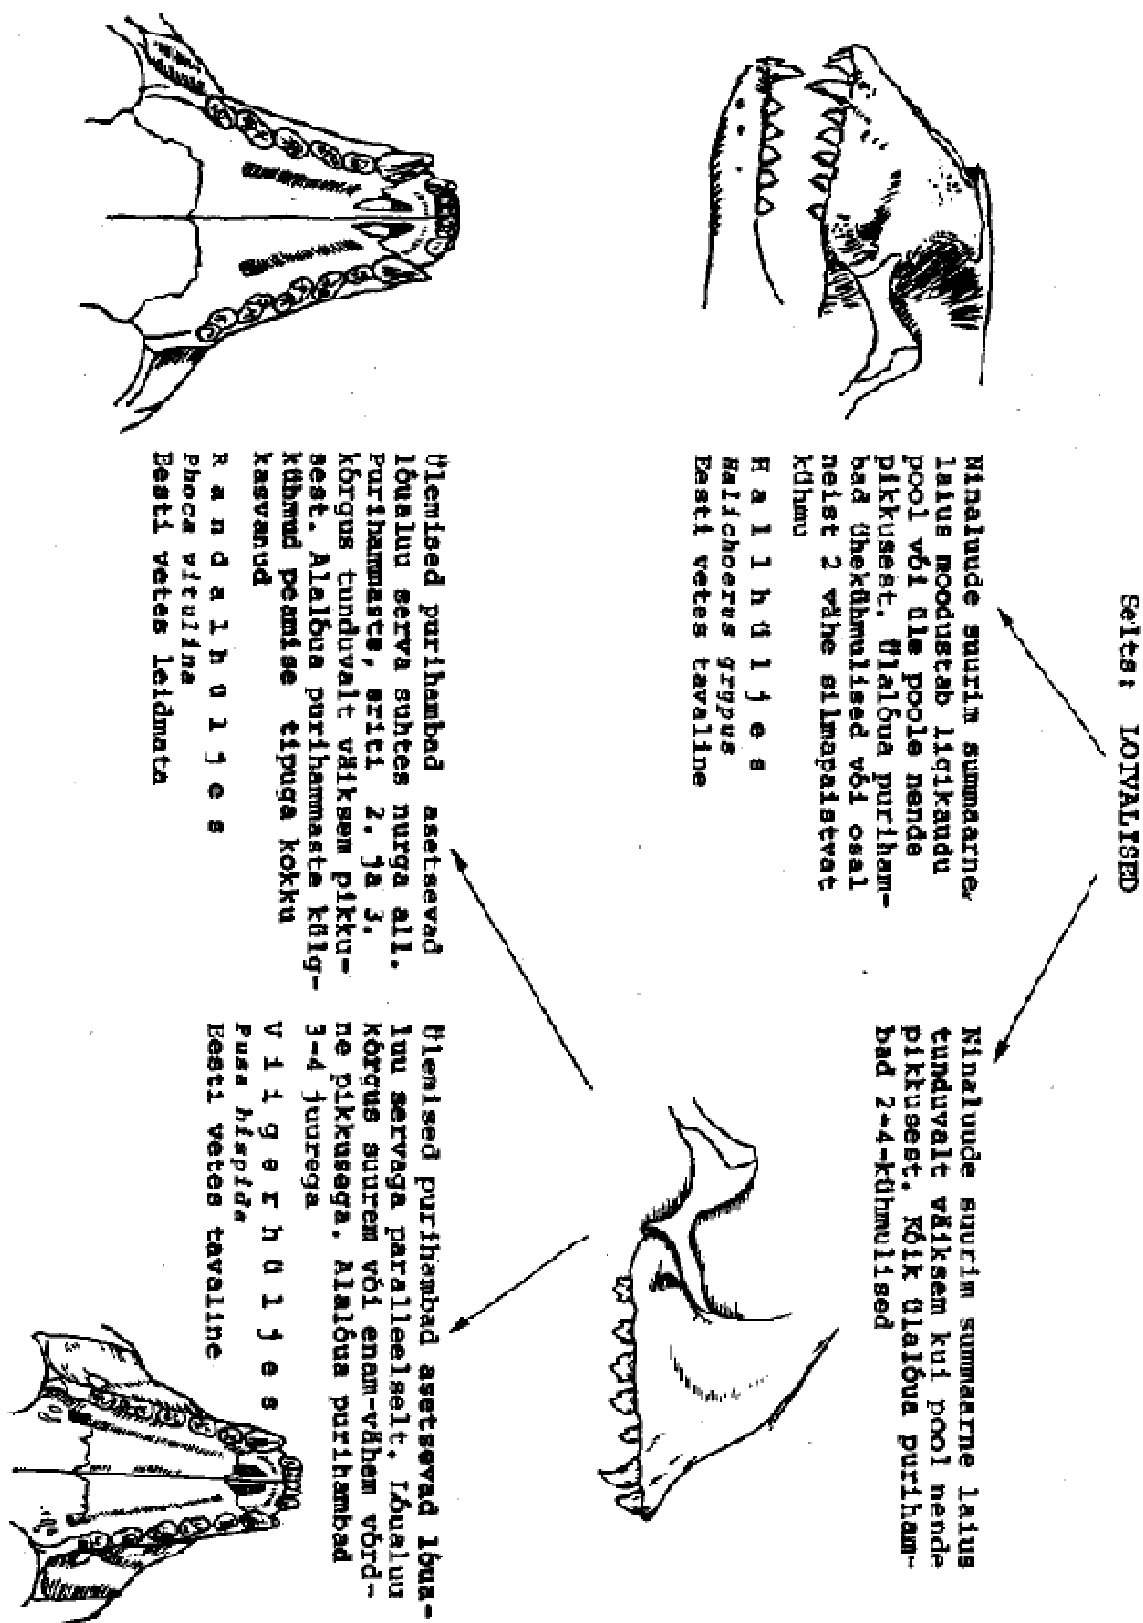 Selts: LOIVALISED
Ninaluude suurim summaarne
laius moodustab ligikaudu
pool või üle poole nende
pikkusest. Ülalõua puriham-
bad ühekühmulised või osal
neist 2 vähe silmapaistvat
kühmu
H a l l h ü l j e s
Halichoerus grypus
Eesti vetes tavaline
Ninaluude suurim summaarne laius
tunduvalt väiksem kui pool nende
pikkusest. Kõik ülalõua puriham-
bad 2-4-kühmulised
Ülemised purihambad asetsevad
lõualuu serva suhtes nurga all.
Purihammaste, eriti 2. ja 3.
kõrgus tunduvalt väiksem pikku-
sest. Alalõua purihammaste külg-
kühmud peamise tipuga kokku
kasvanud
R a n d a l h ü l j e s
Phoca vitulina
Eesti vetes leidmata
Ülemised purihambad asetsevad lõua-
luu servaga paralleelselt. Lõualuu
kõrgus suurem või enam-vähem võrd-
ne pikkusega. Alalõua purihambad
3-4 juurega
V i i g e r h ü l j e s
Pusa hispida
Eesti vetes tavaline